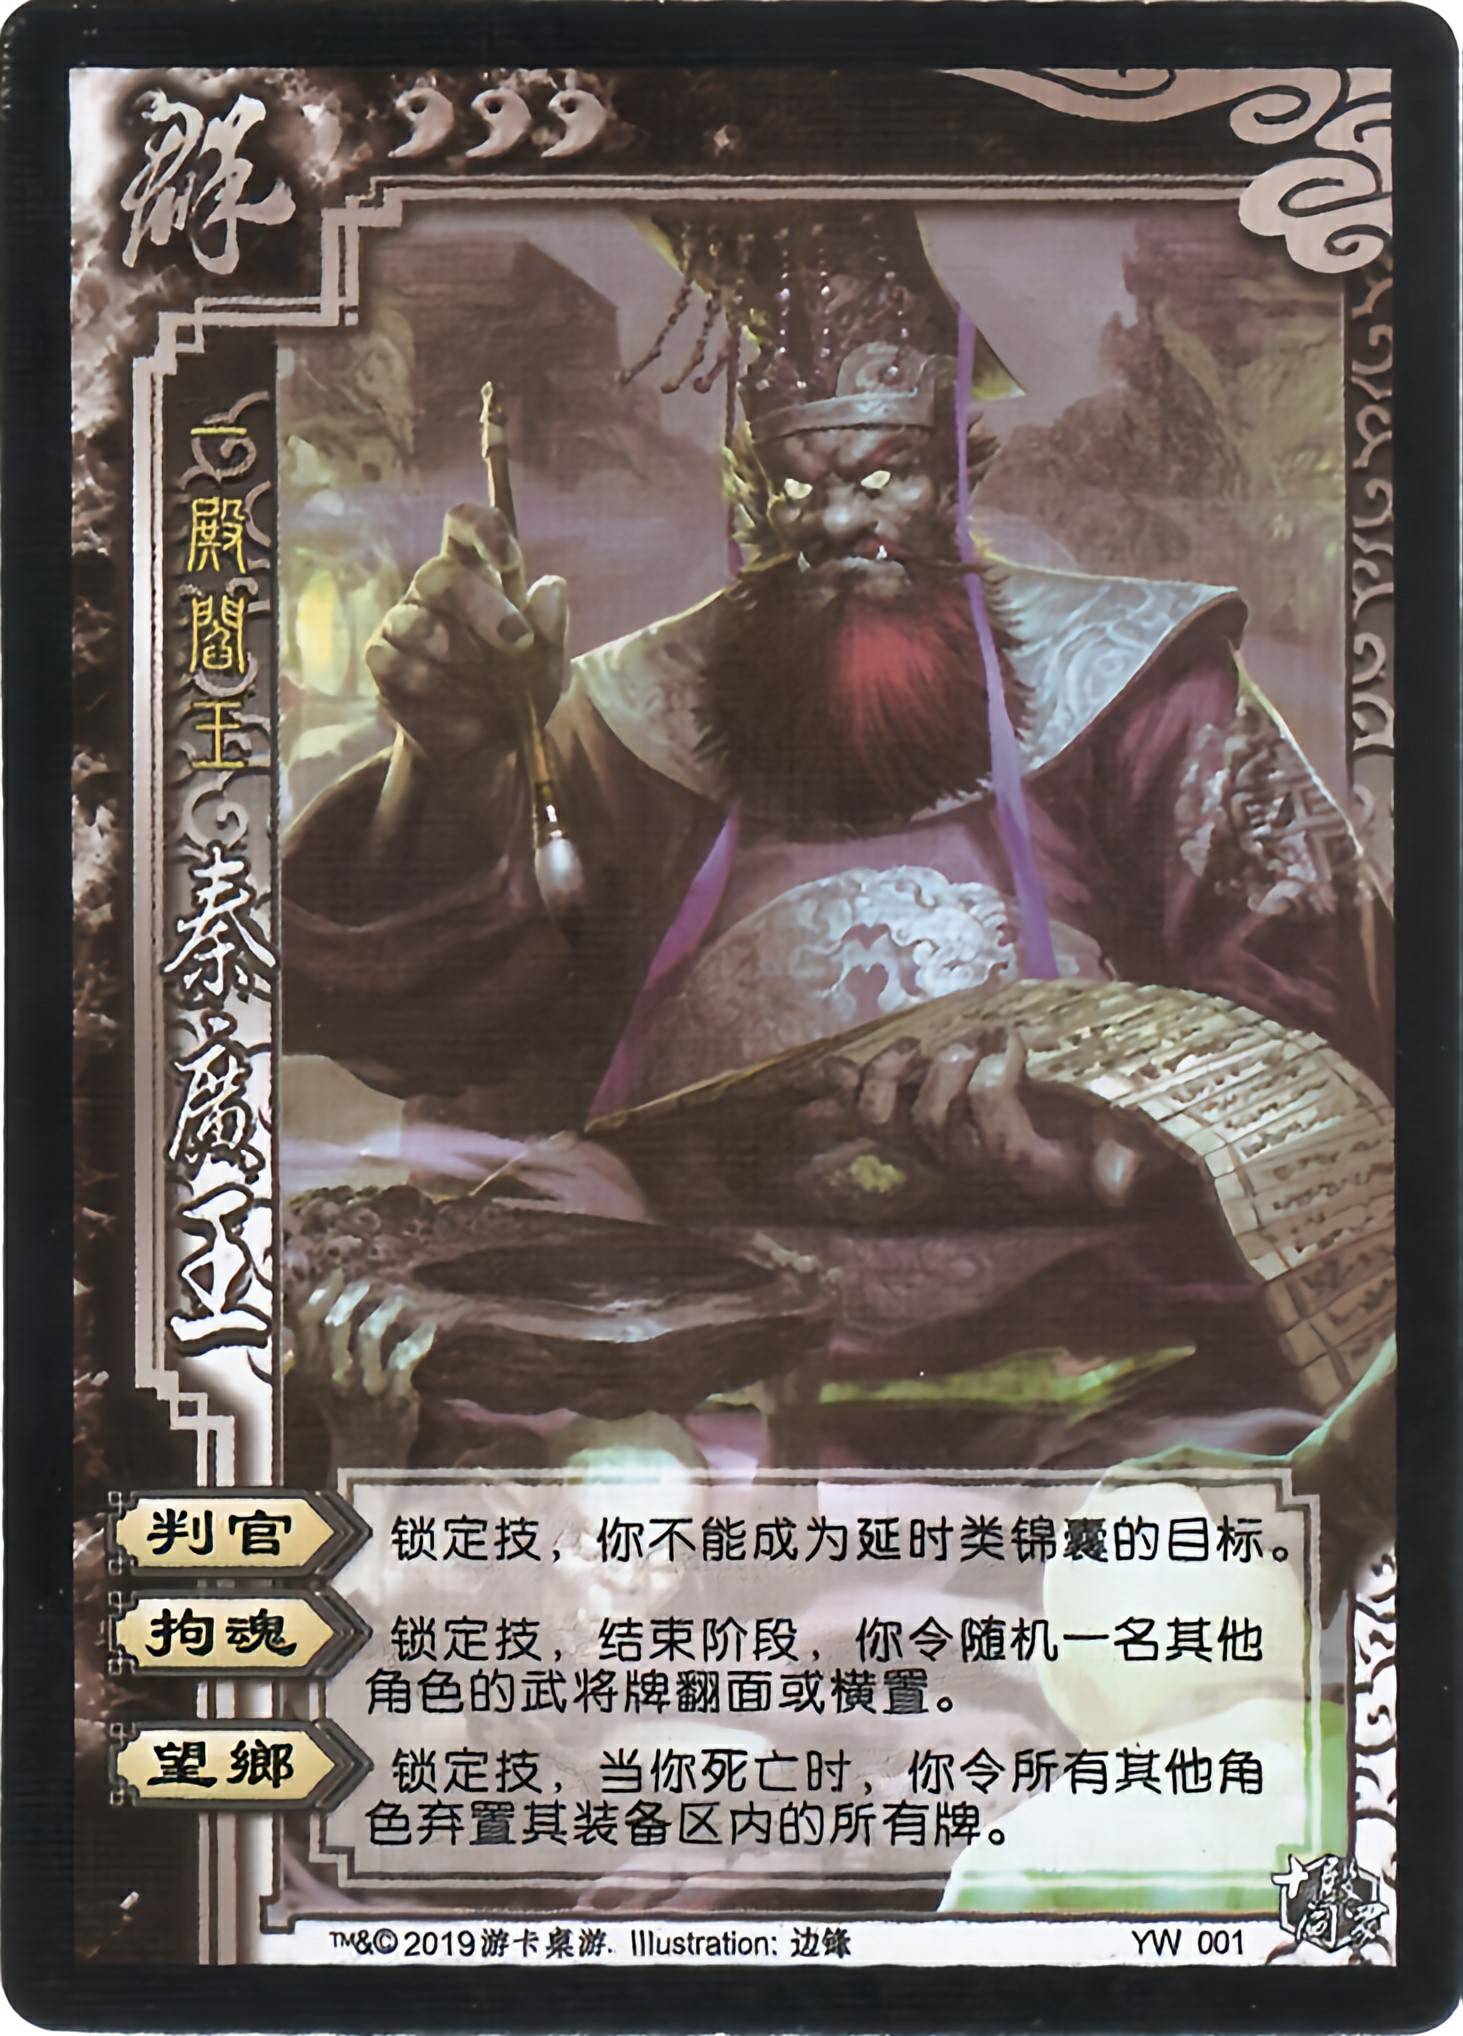 群
一殿阎王
秦廣王
判官
锁定技，你不能成为延时类锦囊的目标。
拘魂
锁定技，结束阶段，你令随机一名其他
角色的武将牌翻面或横置。
望鄉
锁定技，当你死亡时，你令所有其他角
色弃置其装备区内的所有牌。
™&©2019游卡桌游. Illustration: 边锋
YW 001
十殿
阎罗